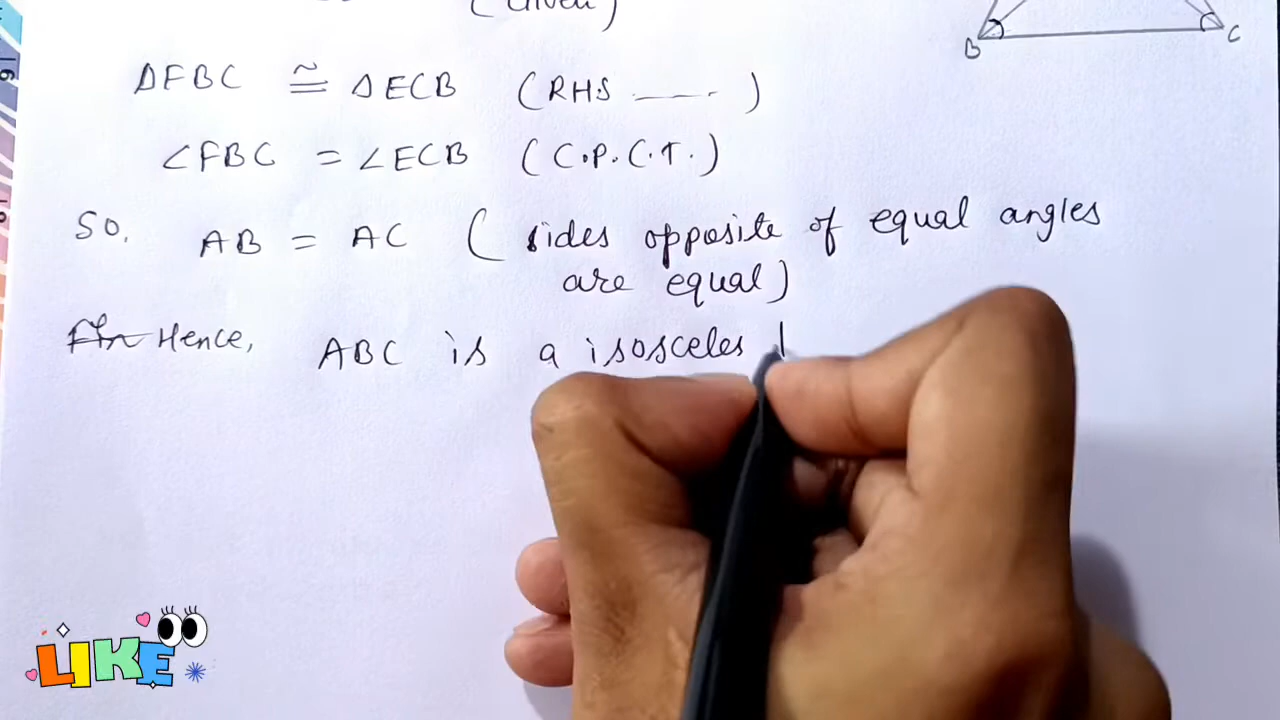 (Given)
B C
ΔFBC ≅ ΔECB (RHS ——.)
∠FBC = ∠ECB (C.P.C.T.)
So, AB = AC (sides opposite of equal angles
are equal)
Hence, ABC is a isosceles
LIKE